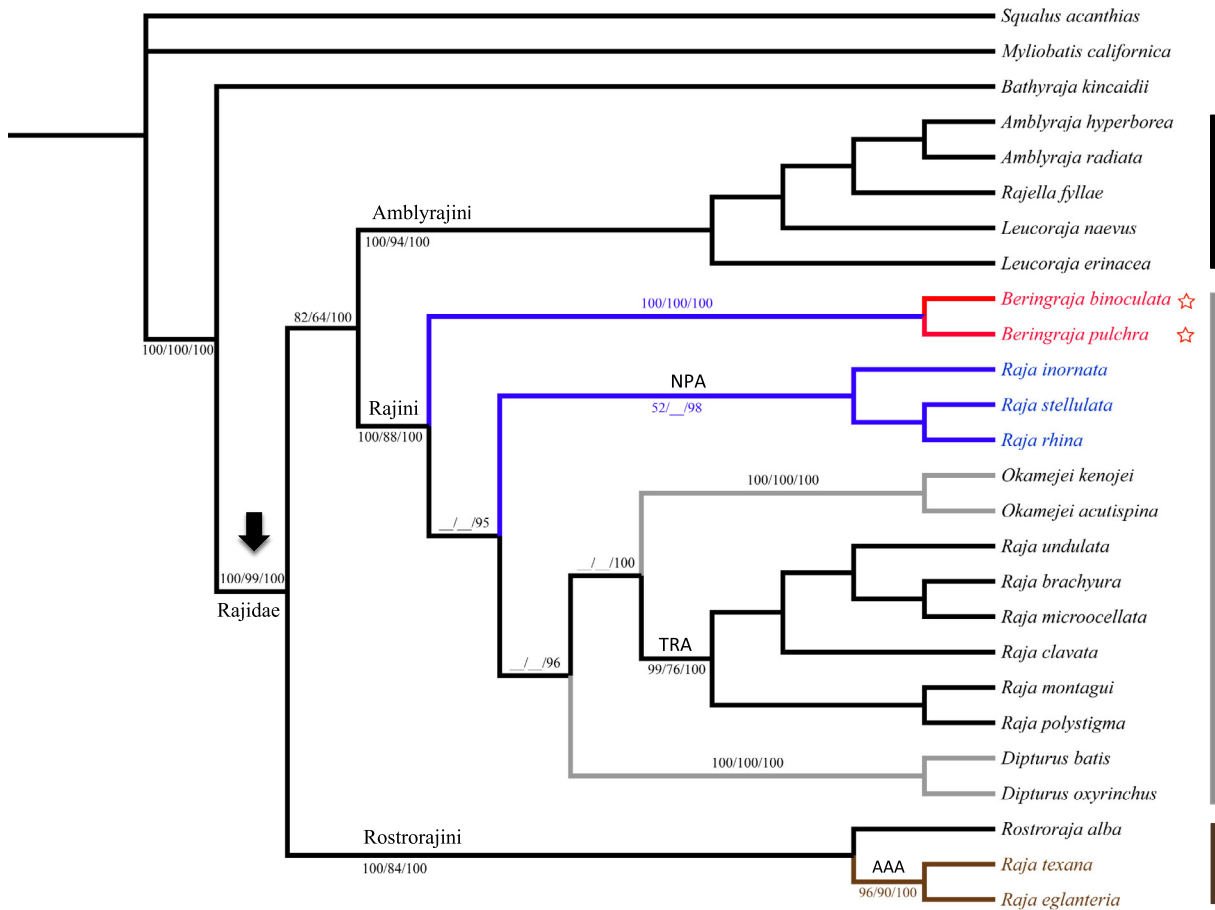 Squalus acanthias
Myliobatis californica
Bathyraja kincaidii
Amblyraja hyperborea
Amblyraja radiata
Rajella fyllae
Amblyrajini
Leucoraja naevus
100/94/100
Leucoraja erinacea
Beringraja binoculata
100/100/100
82/64/100
Beringraja pulchra
100/100/100
Raja inornata
NPA
Rajini
52/__/98
Raja stellulata
100/88/100
Raja rhina
Okamejei kenojei
100/100/100
Okamejei acutispina
__/__/95
Raja undulata
__/__/100
100/99/100
Raja brachyura
Rajidae
Raja microocellata
TRA
Raja clavata
__/__/96
99/76/100
Raja montagui
Raja polystigma
Dipturus batis
100/100/100
Dipturus oxyrinchus
Rostrorajini
Rostroraja alba
100/84/100
AAA
Raja texana
96/90/100
Raja eglanteria